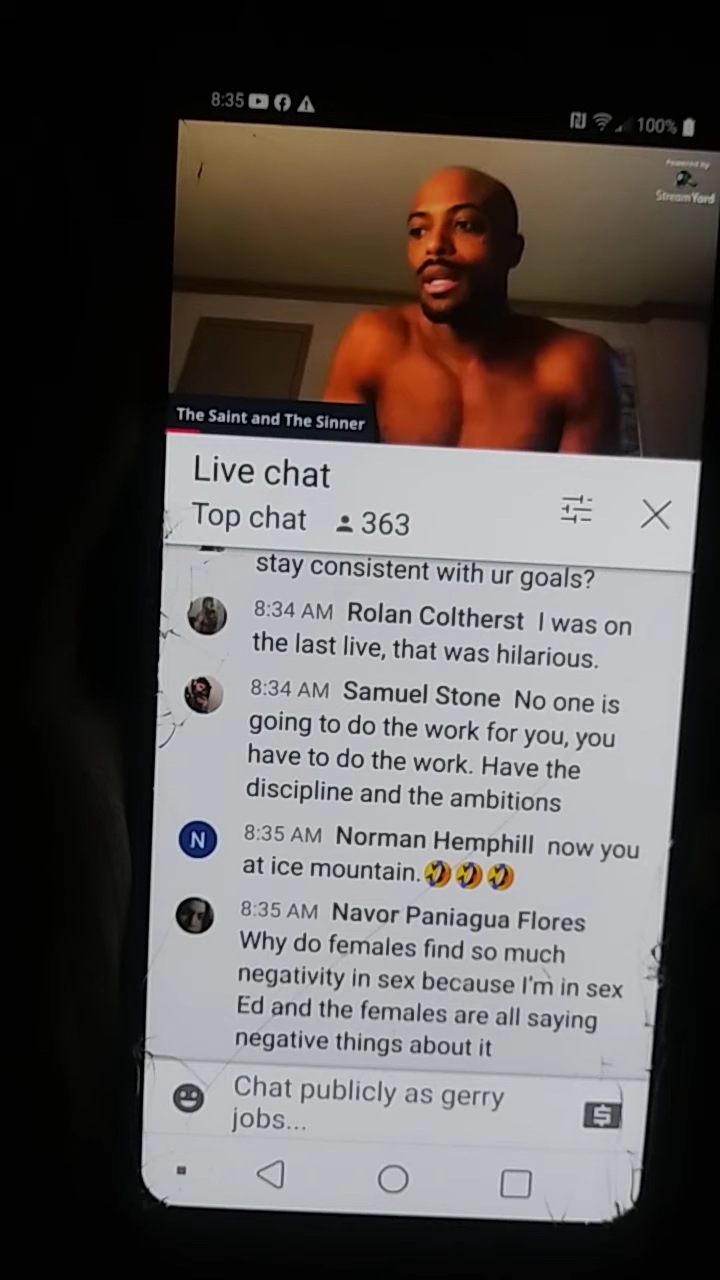 8:35
100%
Powered by
StreamYard
The Saint and The Sinner
Live chat
Top chat 363
stay consistent with ur goals?
8:34 AM Rolan Coltherst I was on
the last live, that was hilarious.
8:34 AM Samuel Stone No one is
going to do the work for you, you
have to do the work. Have the
discipline and the ambitions
N
8:35 AM Norman Hemphill now you
at ice mountain.🤣🤣🤣
8:35 AM Navor Paniagua Flores
Why do females find so much
negativity in sex because I'm in sex
Ed and the females are all saying
negative things about it
Chat publicly as gerry
jobs...